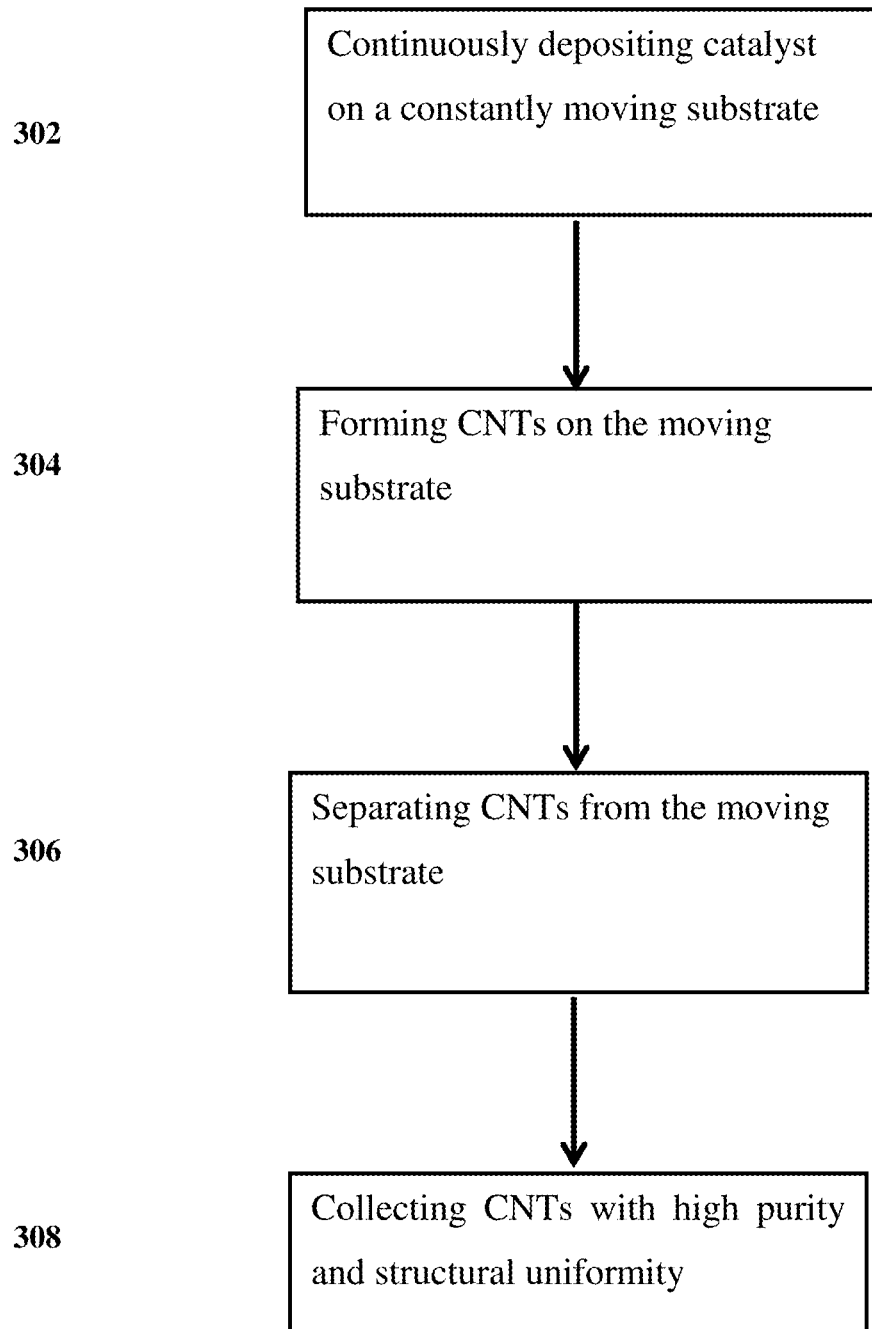 302
Continuously depositing catalyst
on a constantly moving substrate
304
Forming CNTs on the moving
substrate
306
Separating CNTs from the moving
substrate
308
Collecting CNTs with high purity
and structural uniformity